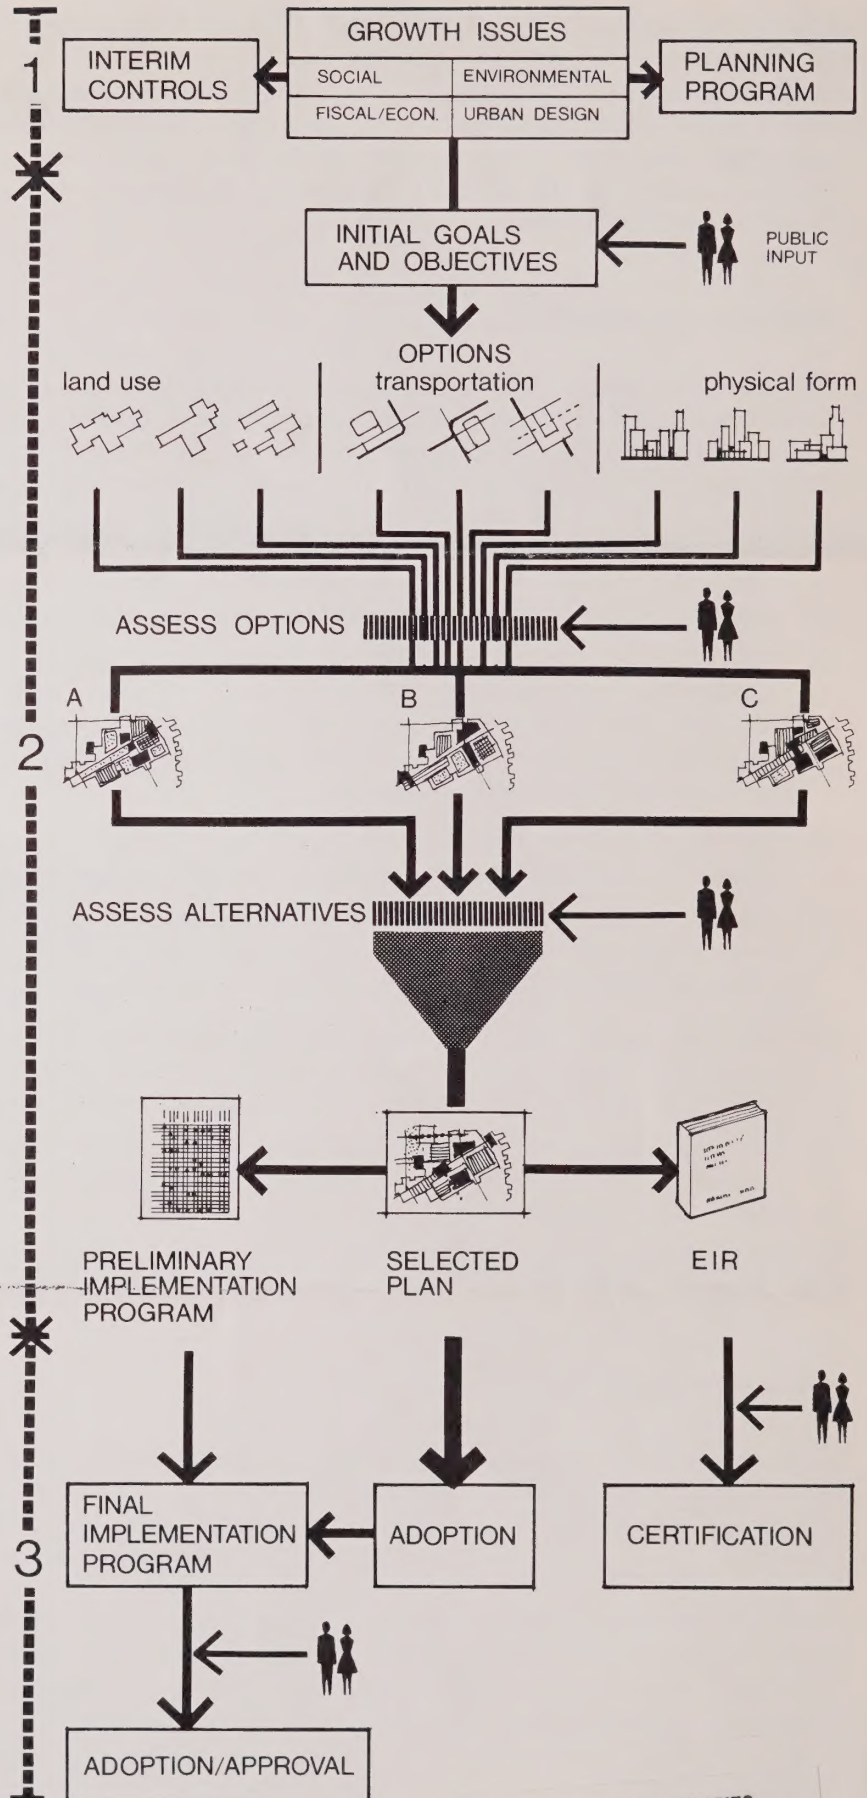 1
INTERIM
CONTROLS
GROWTH ISSUES
SOCIAL
ENVIRONMENTAL
FISCAL/ECON.
URBAN DESIGN
PLANNING
PROGRAM
INITIAL GOALS
AND OBJECTIVES
PUBLIC
INPUT
OPTIONS
land use
transportation
physical form
ASSESS OPTIONS
A
B
C
2
ASSESS ALTERNATIVES
PRELIMINARY
IMPLEMENTATION
PROGRAM
SELECTED
PLAN
EIR
3
FINAL
IMPLEMENTATION
PROGRAM
ADOPTION
CERTIFICATION
ADOPTION/APPROVAL